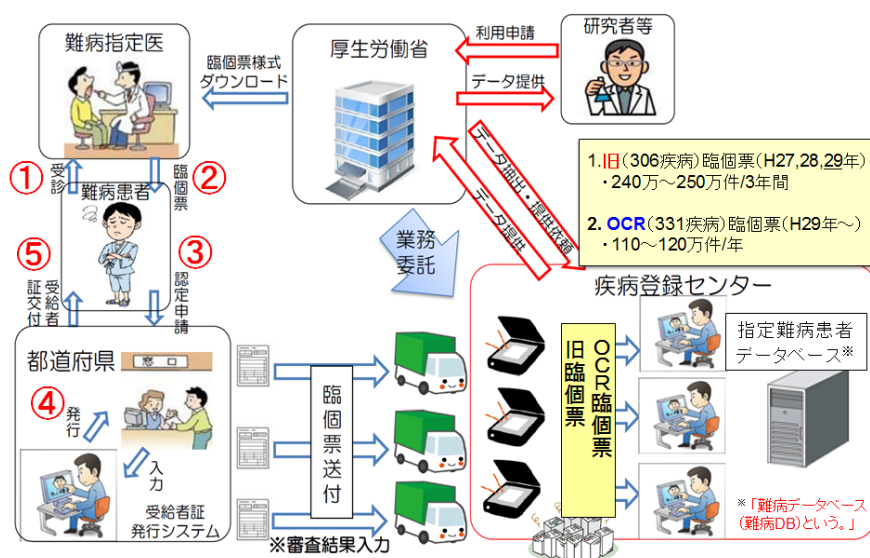 難病指定医
臨個票様式
ダウンロード
厚生労働省
研究者等
利用申請
データ提供
①
受診
②
臨個票
難病患者
③
認定申請
⑤
受給者
証交付
データ抽出・提供依頼
データ提供
業務
委託
1.旧(306疾病)臨個票(H27,28,29年)
・240万~250万件/3年間
2. OCR(331疾病)臨個票(H29年~)
・110~120万件/年
都道府県
窓口
④
発行
入力
受給者証
発行システム
臨個票送付
※審査結果入力
疾病登録センター
OCR臨個票
旧臨個票
指定難病患者
データベース※
※「難病データベース
(難病DB)という。」